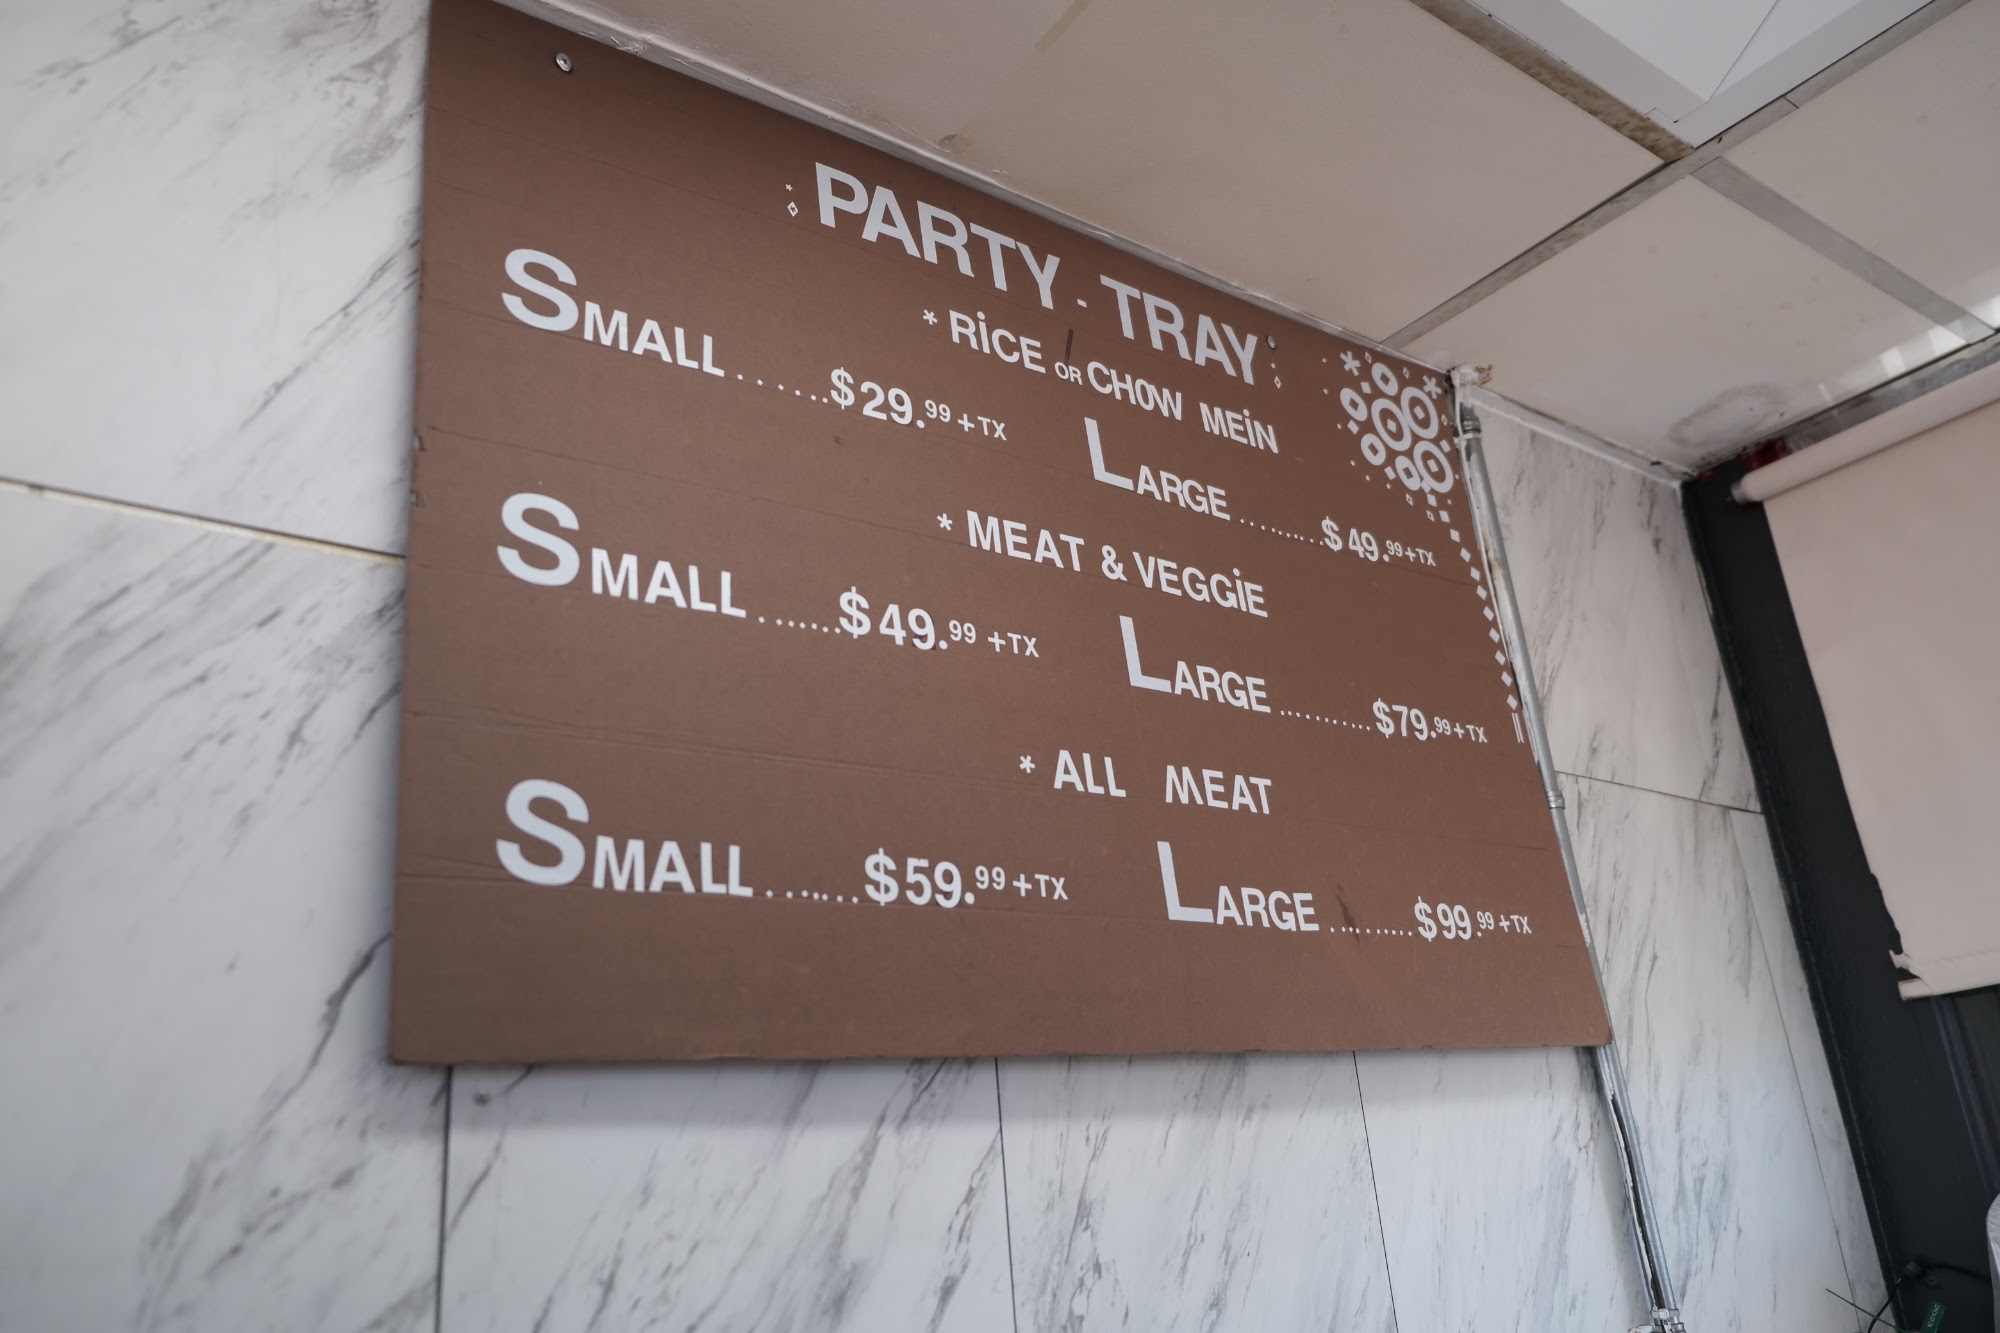 PARTY - TRAY
* RiCE OR CHOW MEiN
SMALL......$29.99+TX LARGE..........$49.99+TX
* MEAT & VEGGiE
SMALL.......$49.99 +TX LARGE...........$79.99+TX
* ALL MEAT
SMALL.......$59.99+TX LARGE..........$99.99+TX